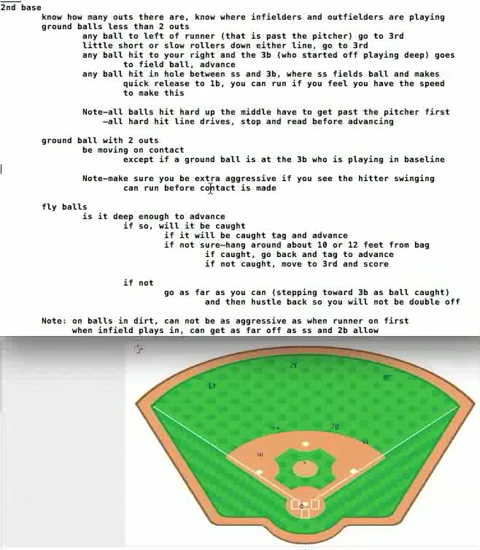 2nd base
know how many outs there are, know where infielders and outfielders are playing
ground balls less than 2 outs
any ball to left of runner (that is past the pitcher) go to 3rd
little short or slow rollers down either line, go to 3rd
any ball hit to your right and the 3b (who started off playing deep) goes
to field ball, advance
any ball hit in hole between ss and 3b, where ss fields ball and makes
quick release to 1b, you can run if you feel you have the speed
to make this
Note—all balls hit hard up the middle have to get past the pitcher first
—all hard hit line drives, stop and read before advancing
ground ball with 2 outs
be moving on contact
except if a ground ball is at the 3b who is playing in baseline
Note—make sure you be extra aggressive if you see the hitter swinging
can run before contact is made
fly balls
is it deep enough to advance
if so, will it be caught
if it will be caught tag and advance
if not sure—hang around about 10 or 12 feet from bag
if caught, go back and tag to advance
if not caught, move to 3rd and score
if not
go as far as you can (stepping toward 3b as ball caught)
and then hustle back so you will not be double off
Note: on balls in dirt, can not be as aggressive as when runner on first
when infield plays in, can get as far off as ss and 2b allow